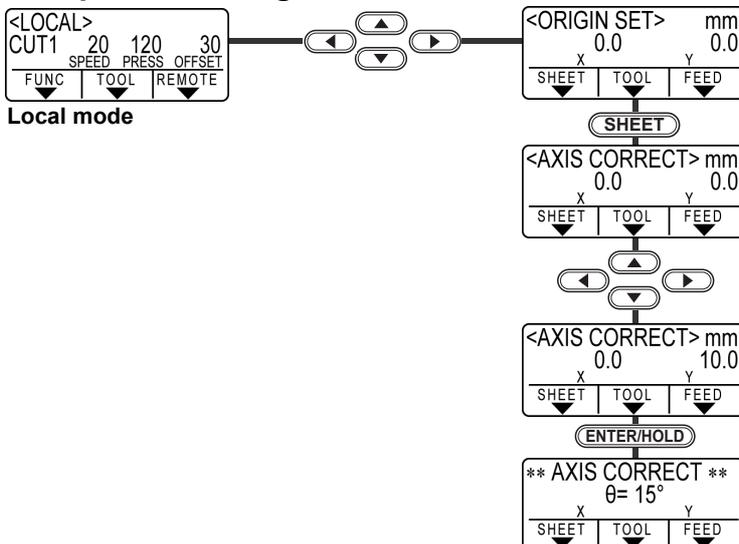 <LOCAL>
CUT1 20 120 30
SPEED PRESS OFFSET
FUNC TOOL REMOTE
Local mode
<ORIGIN SET> mm
0.0 0.0
X Y
SHEET TOOL FEED
SHEET
<AXIS CORRECT> mm
0.0 0.0
X Y
SHEET TOOL FEED
<AXIS CORRECT> mm
0.0 10.0
X Y
SHEET TOOL FEED
ENTER/HOLD
** AXIS CORRECT **
θ= 15°
X Y
SHEET TOOL FEED